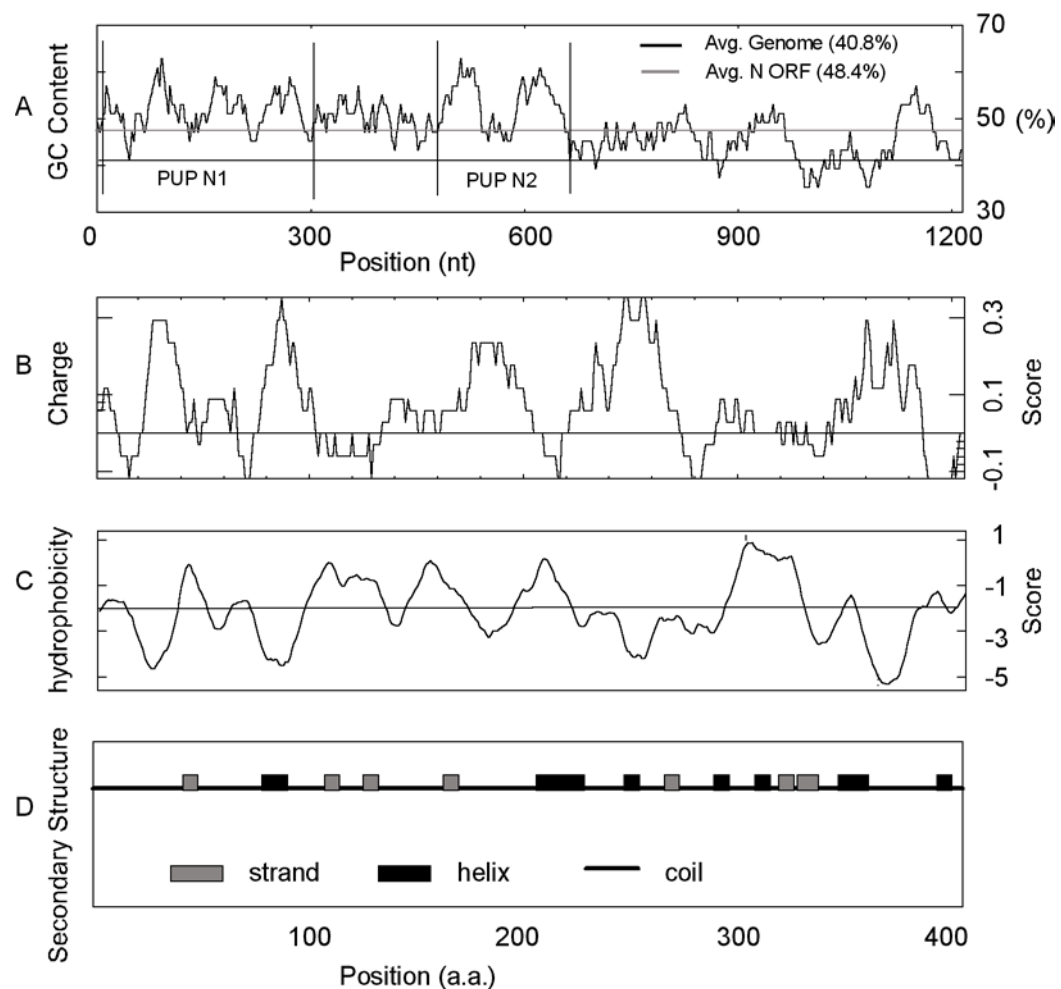 A
GC Content
Avg. Genome (40.8%)
Avg. N ORF (48.4%)
PUP N1
PUP N2
70
50 (%)
30
0 300 600 900 1200
Position (nt)
B
Charge
0.3
0.1
-0.1
Score
C
hydrophobicity
1
-1
-3
-5
Score
D
Secondary Structure
strand helix coil
100 200 300 400
Position (a.a.)